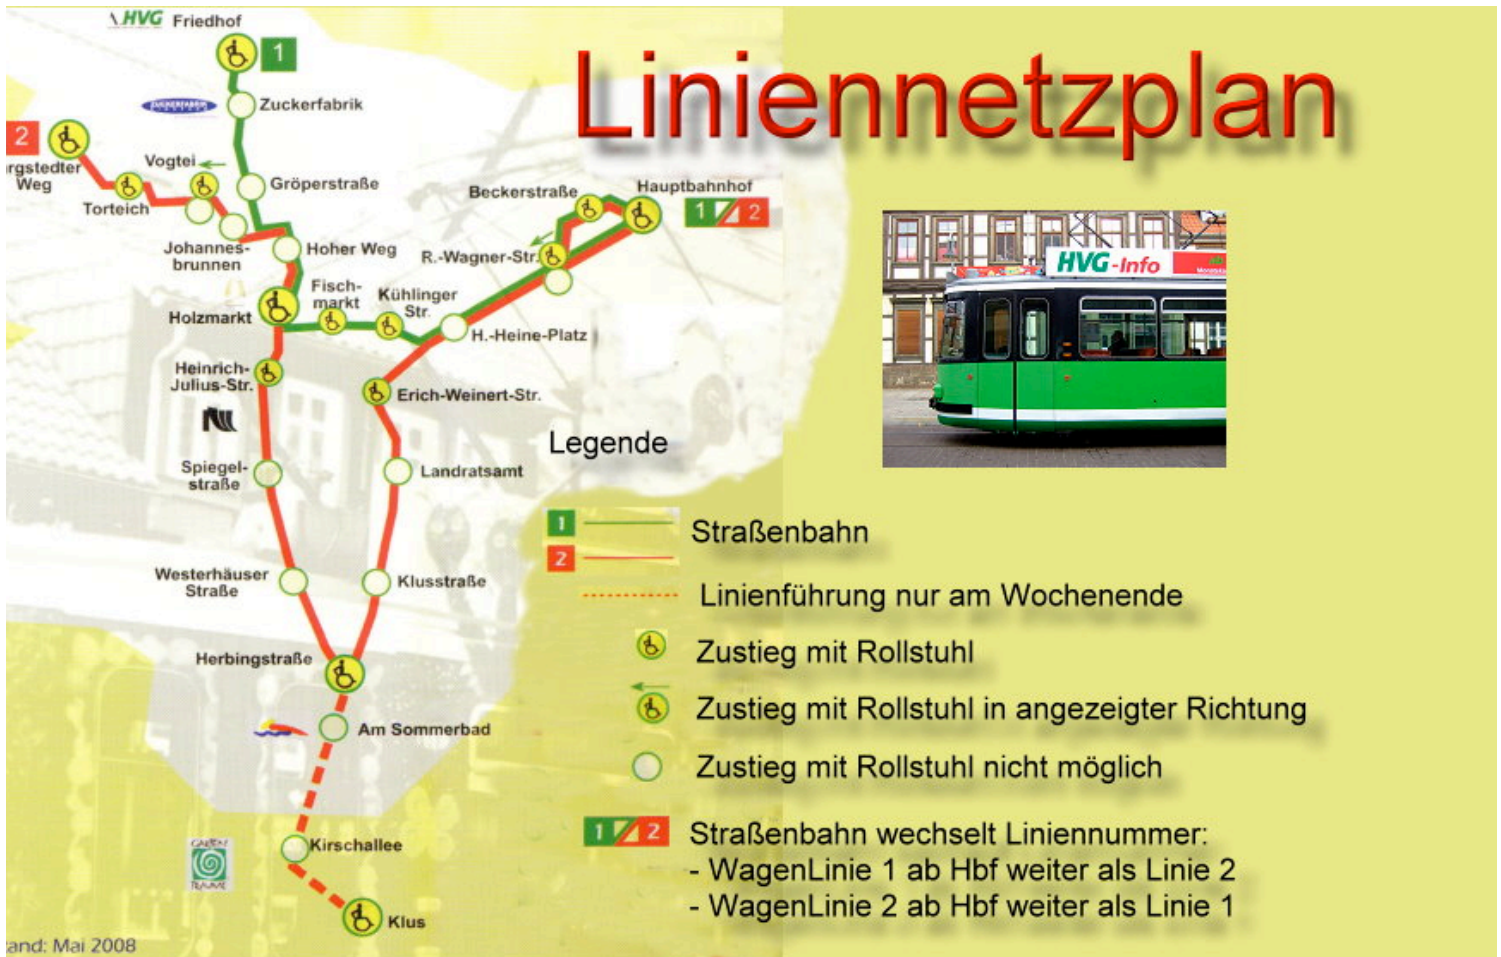 HVG
Friedhof
1
Zuckerfabrik
ZUCKERFABRIK
2
rgstedter
Weg
Vogtei
Gröperstraße
Torteich
Johannes-
brunnen
Hoher Weg
Beckerstraße
Hauptbahnhof
1 2
R.-Wagner-Str.
Fisch-
markt
Kühlinger
Str.
Holzmarkt
H.-Heine-Platz
Heinrich-
Julius-Str.
Erich-Weinert-Str.
Spiegel-
straße
Landratsamt
Westerhäuser
Straße
Klusstraße
Herbingstraße
Am Sommerbad
Kirschallee
GARTEN
TRÄUME
Klus
tand: Mai 2008
Liniennetzplan
HVG-Info
Legende
1
2
Straßenbahn
Linienführung nur am Wochenende
Zustieg mit Rollstuhl
Zustieg mit Rollstuhl in angezeigter Richtung
Zustieg mit Rollstuhl nicht möglich
1 2 Straßenbahn wechselt Liniennummer:
- WagenLinie 1 ab Hbf weiter als Linie 2
- WagenLinie 2 ab Hbf weiter als Linie 1